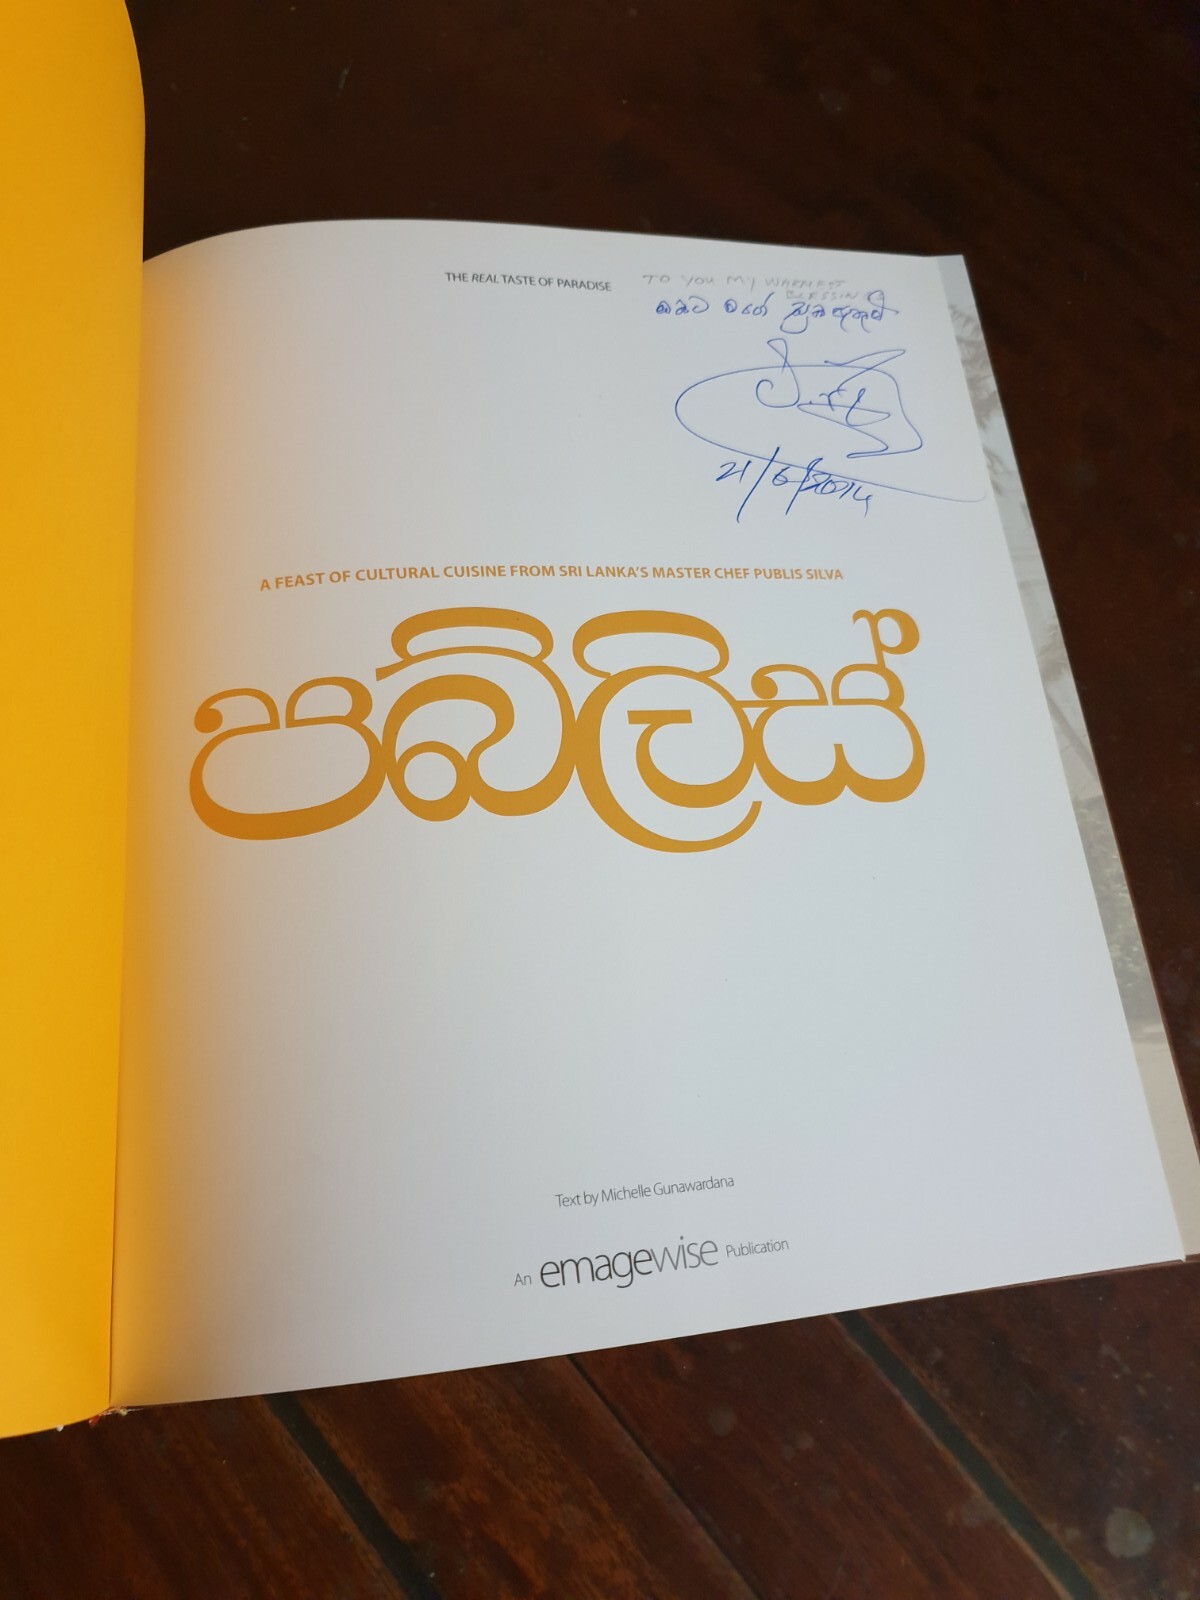 THE REAL TASTE OF PARADISE
TO YOU MY WARMEST
BLESSING
ඔබට මගේ
21/6/2014
A FEAST OF CULTURAL CUISINE FROM SRI LANKA'S MASTER CHEF PUBLIS SILVA
පබිලිස්
Text by Michelle Gunawardana
An emagewise Publication